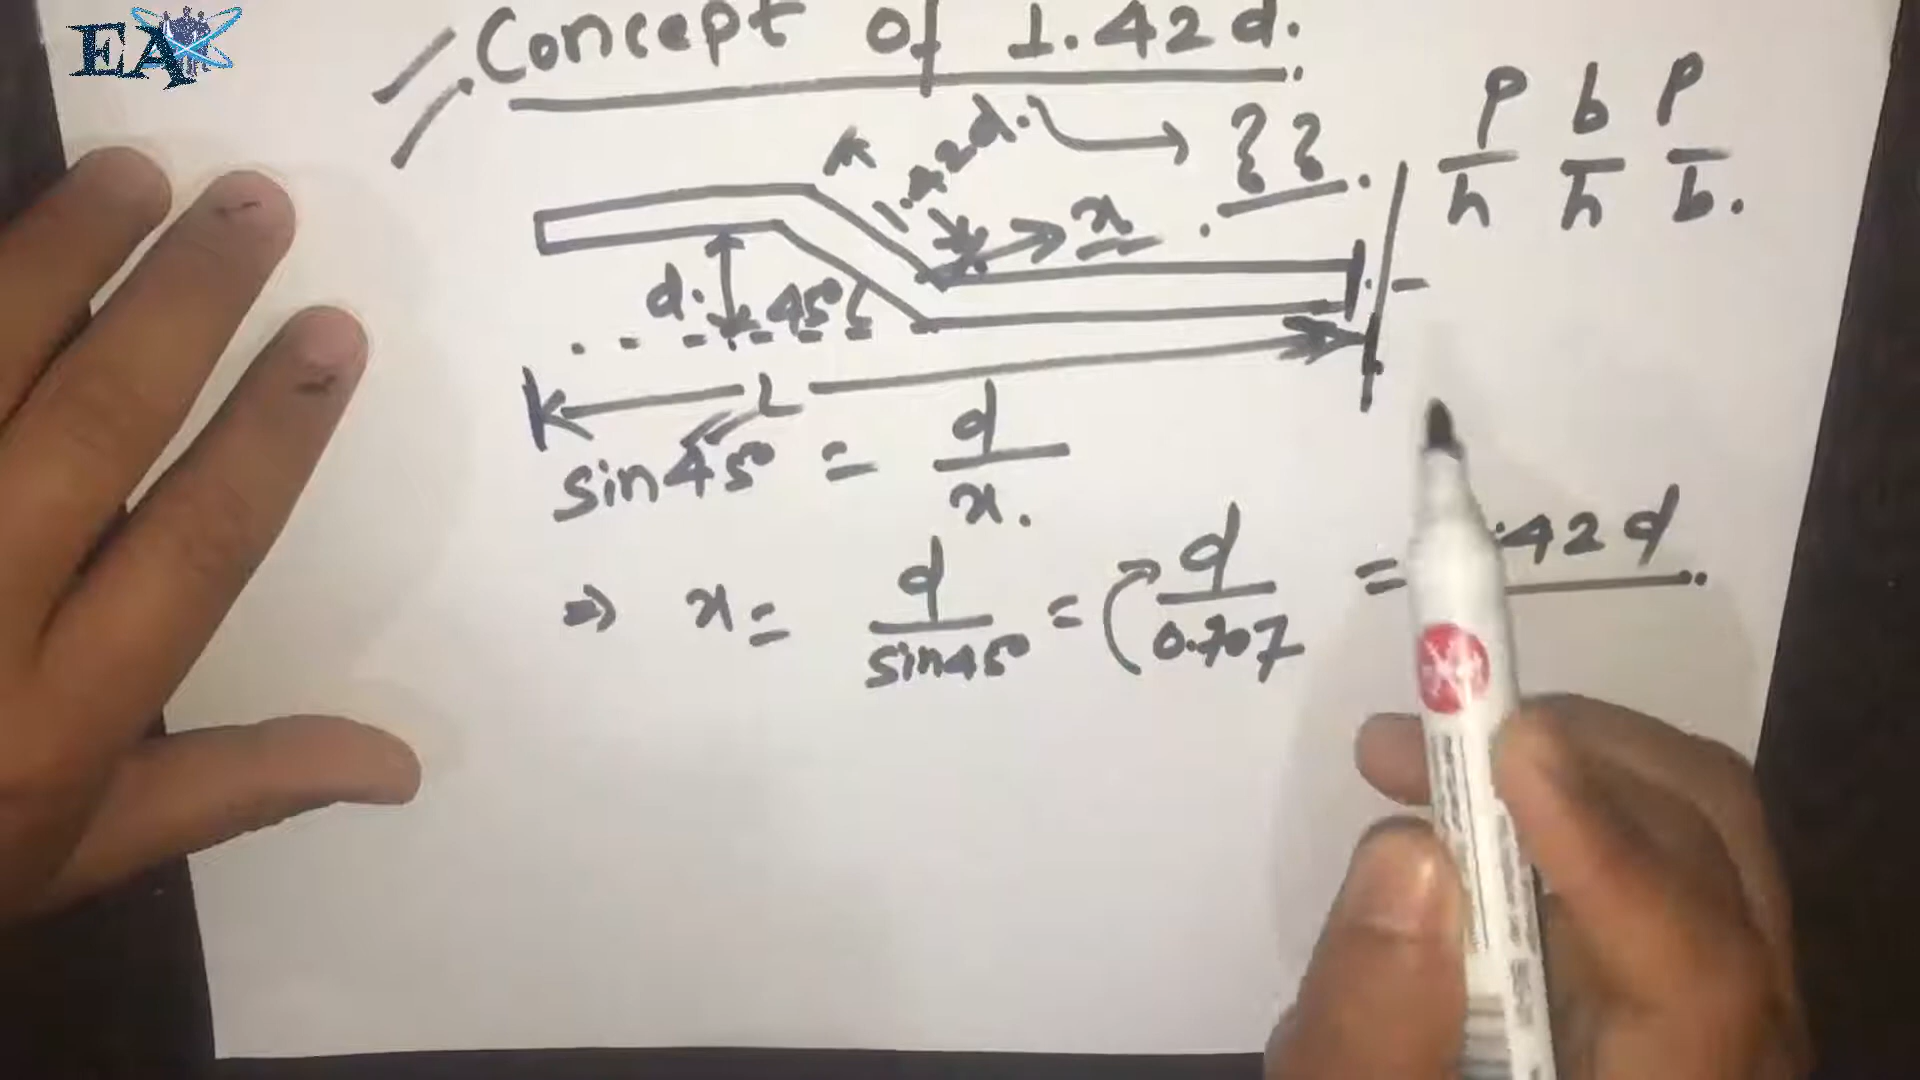 EA
Concept of 1.42d.
p b p
h h b.
1.42d. → ??
x
d. 45°
L
sin45° = d / x.
⇒ x = d / sin45° = d / 0.707 = .42d